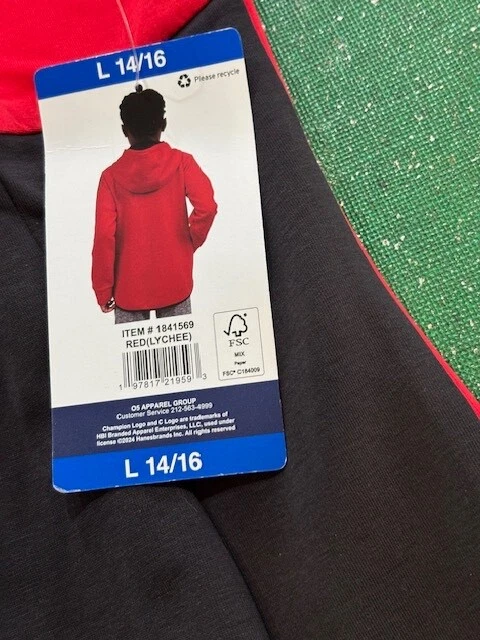 L 14/16
Please recycle
ITEM # 1841569
RED(LYCHEE)
1 97817 21959 3
FSC
MIX
Paper
FSC® C184009
O5 APPAREL GROUP
Customer Service 212-563-4999
Champion Logo and C Logo are trademarks of
HBI Branded Apparel Enterprises, LLC, used under
license ©2024 Hanesbrands Inc. All rights reserved
L 14/16